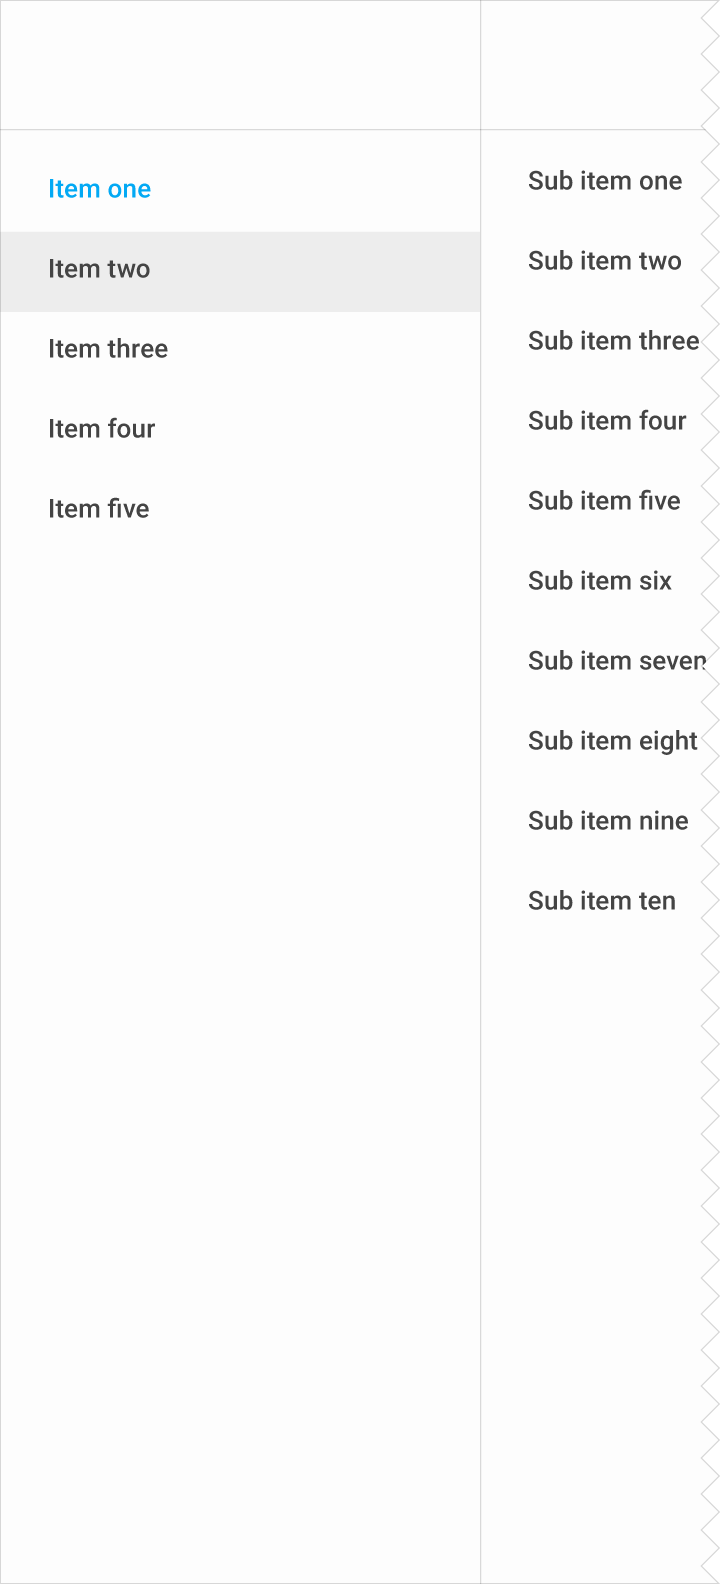 Item one
Item two
Item three
Item four
Item five
Sub item one
Sub item two
Sub item three
Sub item four
Sub item five
Sub item six
Sub item seven
Sub item eight
Sub item nine
Sub item ten